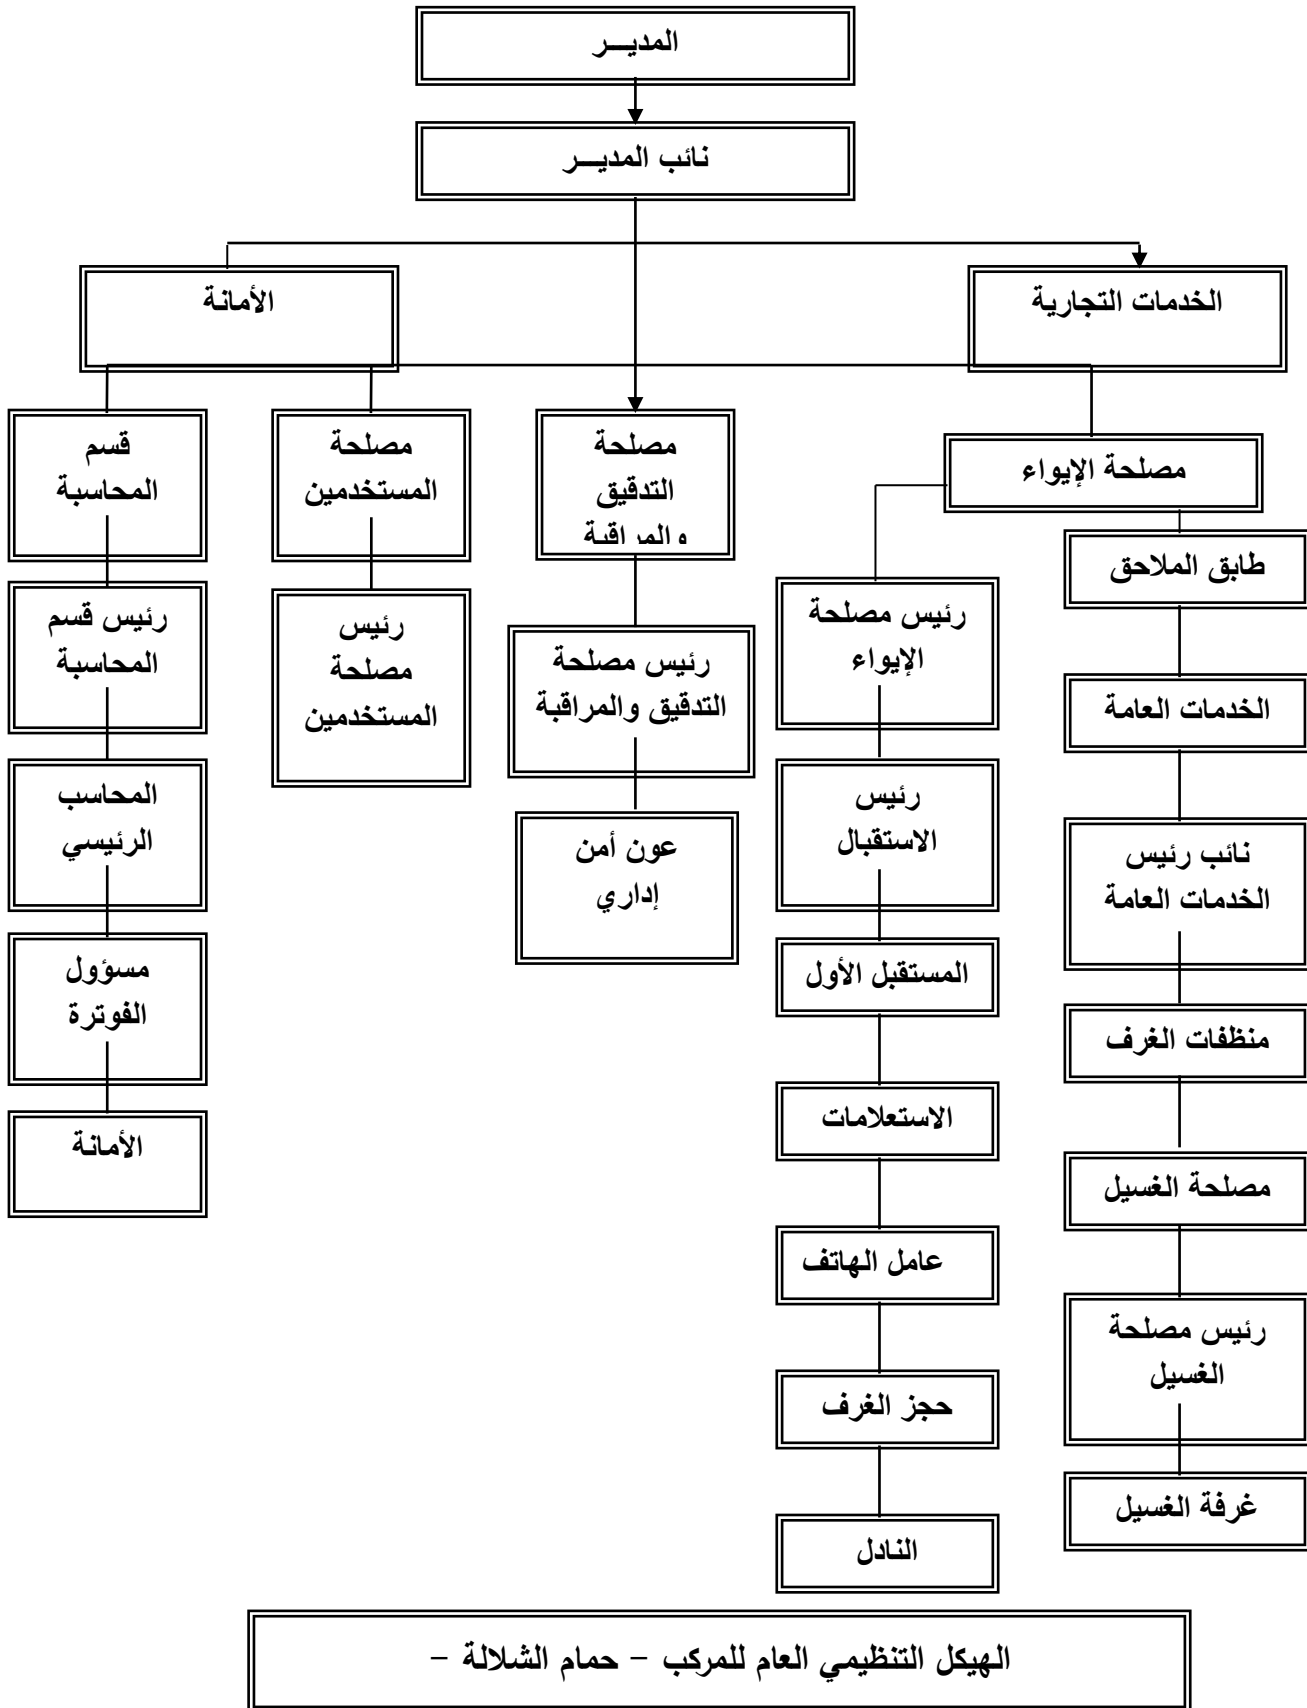 المديـــر
نائب المديـــر
الخدمات التجارية
الأمانة
مصلحة الإيواء
مصلحة
التدقيق
والمراقبة
مصلحة
المستخدمين
قسم
المحاسبة
طابق الملاحق
الخدمات العامة
نائب رئيس
الخدمات العامة
منظفات الغرف
مصلحة الغسيل
رئيس مصلحة
الغسيل
غرفة الغسيل
رئيس مصلحة
الإيواء
رئيس
الاستقبال
المستقبل الأول
الاستعلامات
عامل الهاتف
حجز الغرف
النادل
رئيس مصلحة
التدقيق والمراقبة
عون أمن
إداري
رئيس
مصلحة
المستخدمين
رئيس قسم
المحاسبة
المحاسب
الرئيسي
مسؤول
الفوترة
الأمانة
الهيكل التنظيمي العام للمركب – حمام الشلالة –